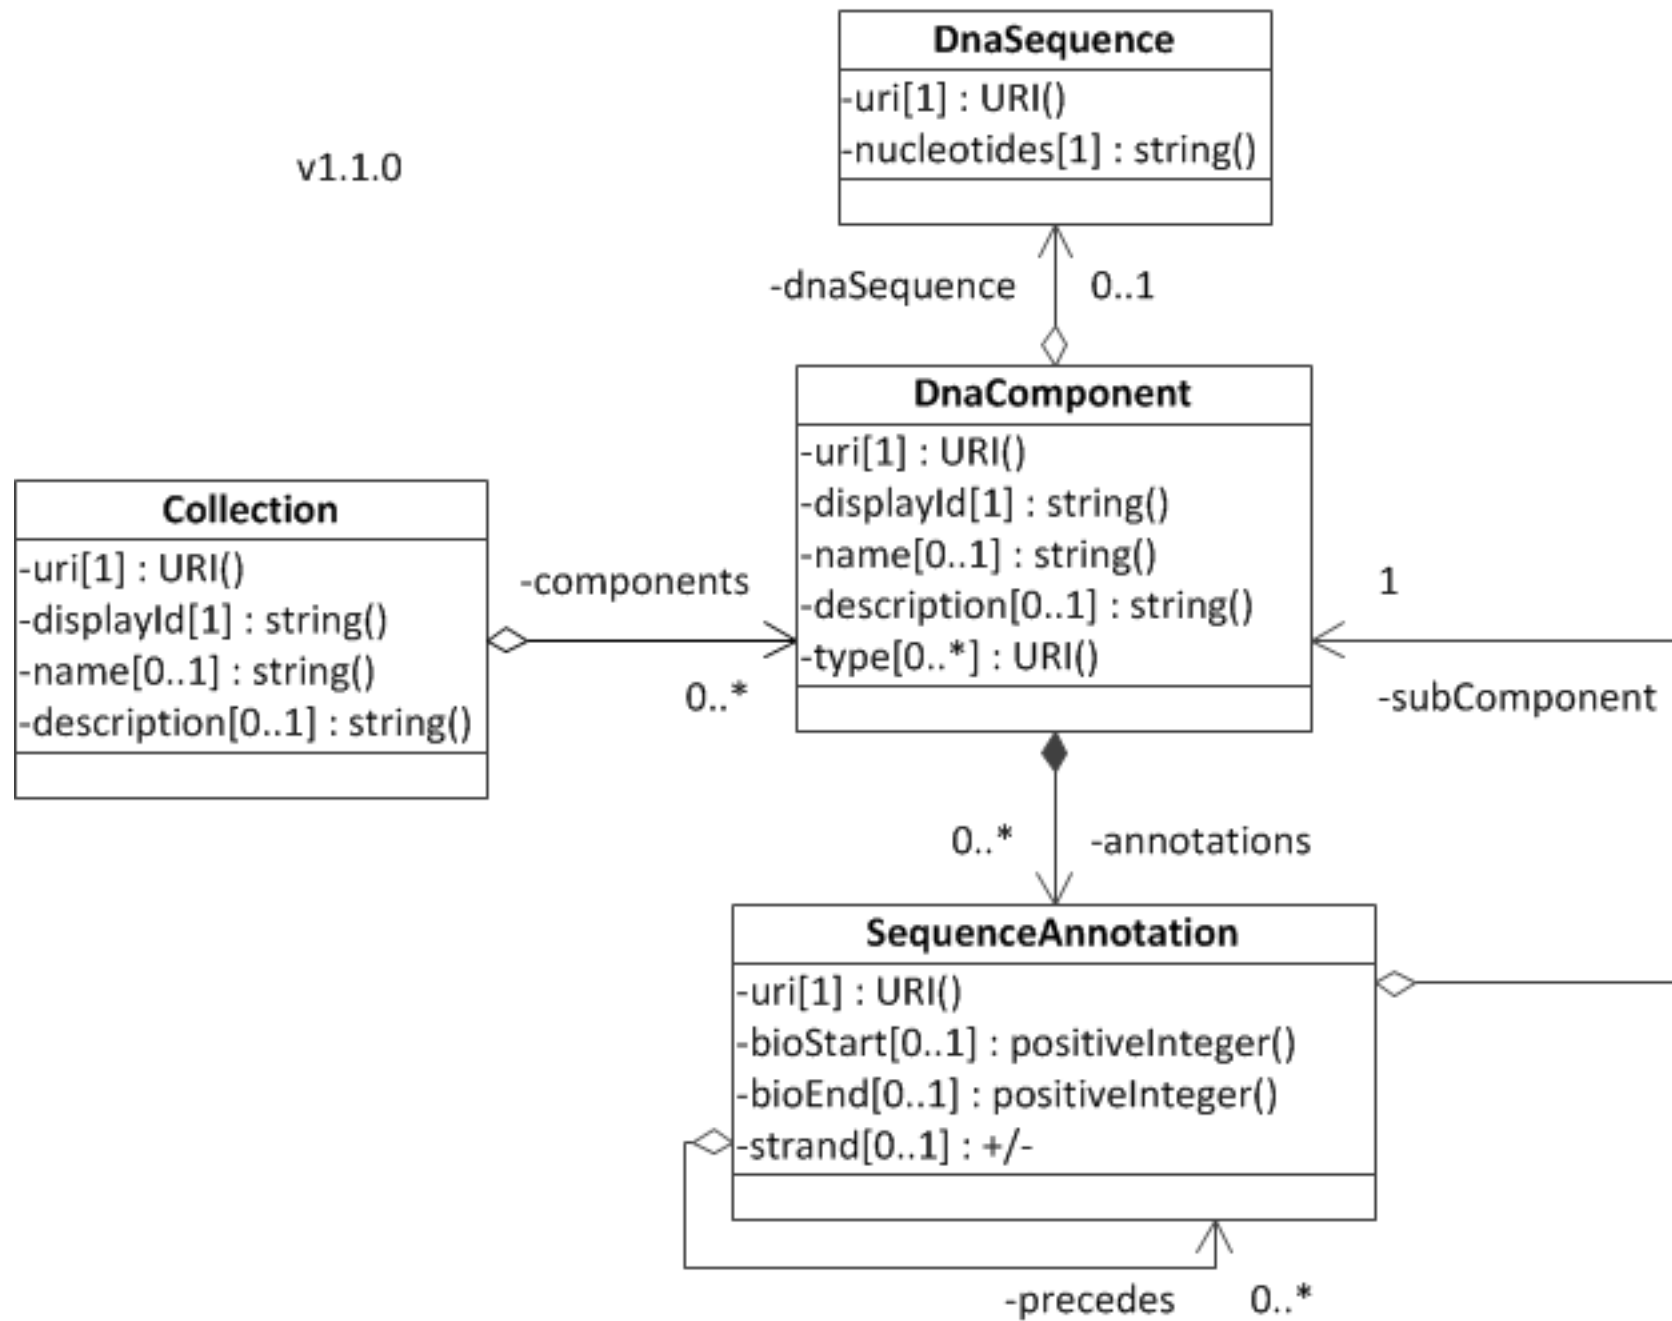 DnaSequence
-uri[1] : URI()
-nucleotides[1] : string()
v1.1.0
-dnaSequence 0..1
DnaComponent
-uri[1] : URI()
-displayId[1] : string()
-name[0..1] : string()
-description[0..1] : string()
-type[0..*] : URI()
Collection
-uri[1] : URI()
-displayId[1] : string()
-name[0..1] : string()
-description[0..1] : string()
-components
0..*
1
-subComponent
0..* -annotations
SequenceAnnotation
-uri[1] : URI()
-bioStart[0..1] : positiveInteger()
-bioEnd[0..1] : positiveInteger()
-strand[0..1] : +/-
-precedes 0..*